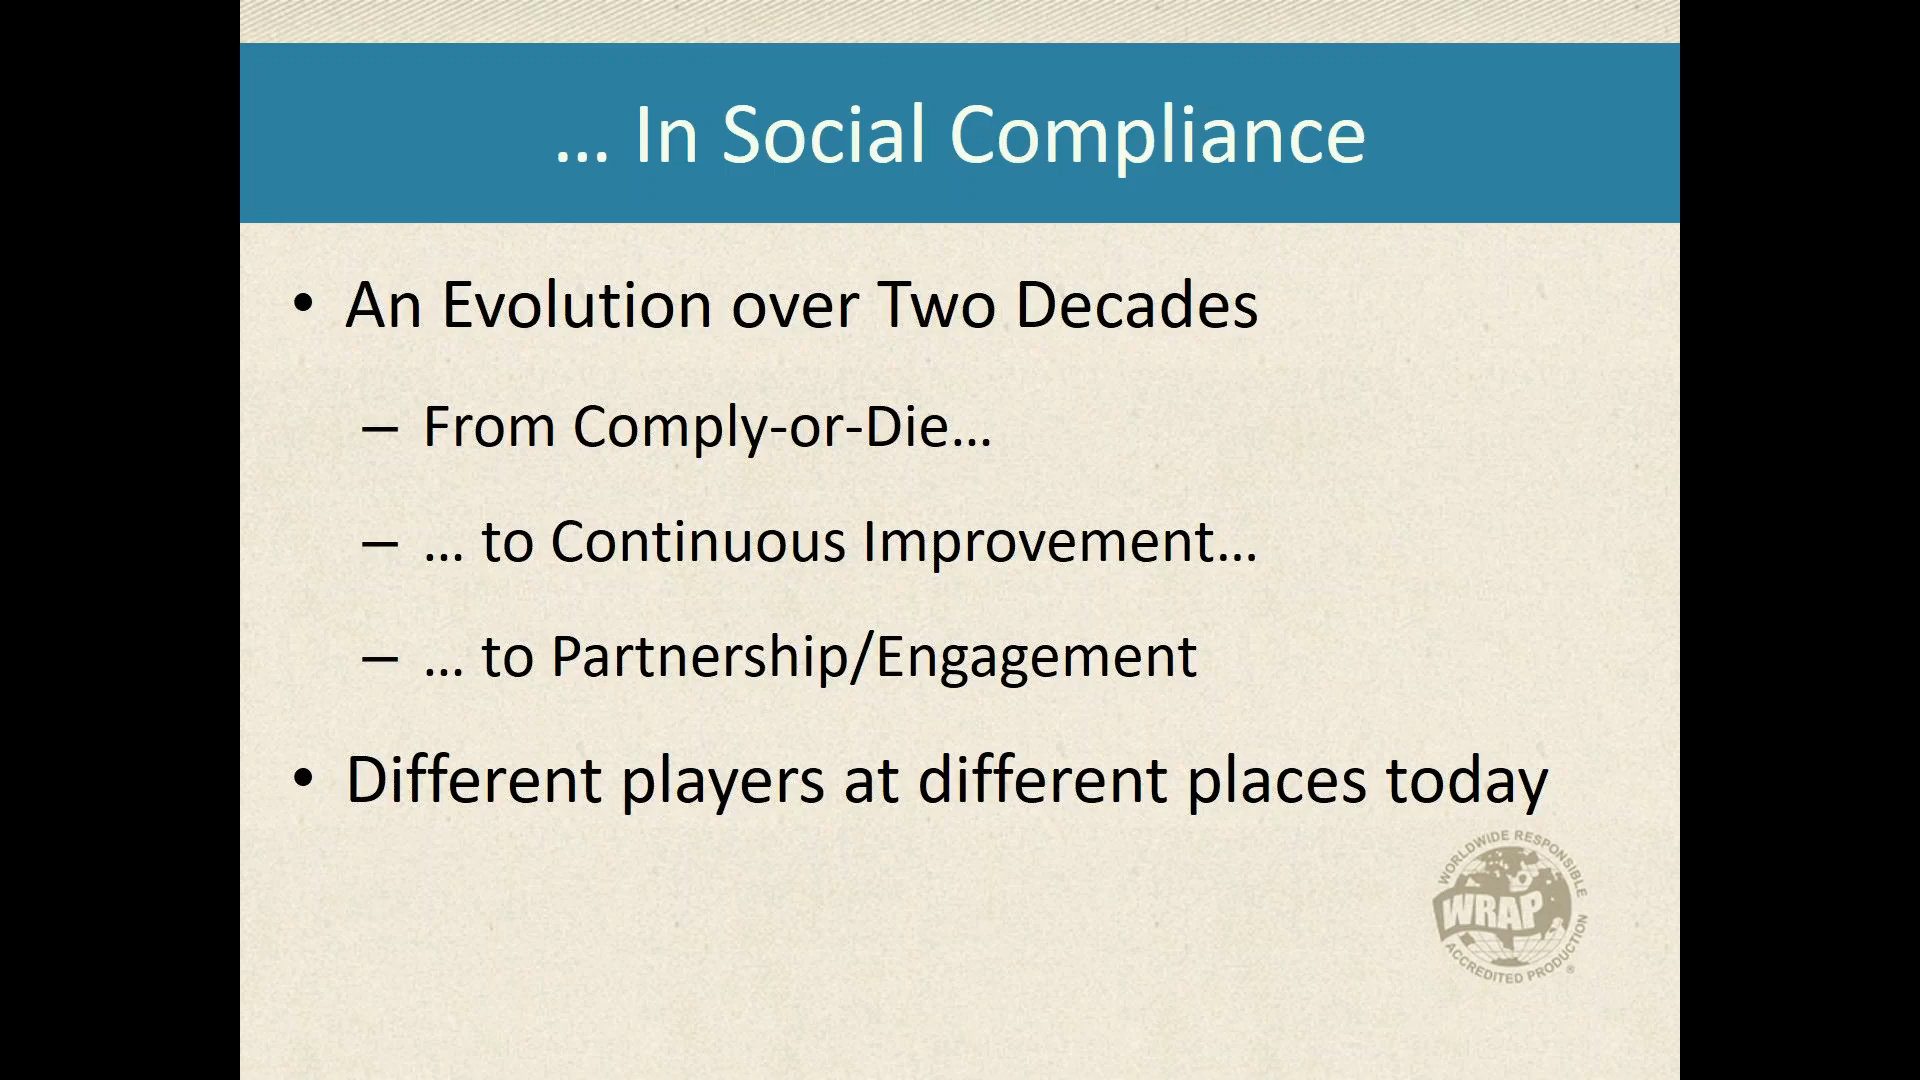 ... In Social Compliance
• An Evolution over Two Decades
– From Comply-or-Die...
– ... to Continuous Improvement...
– ... to Partnership/Engagement
• Different players at different places today
WORLDWIDE RESPONSIBLE
WRAP
ACCREDITED PRODUCTION
®